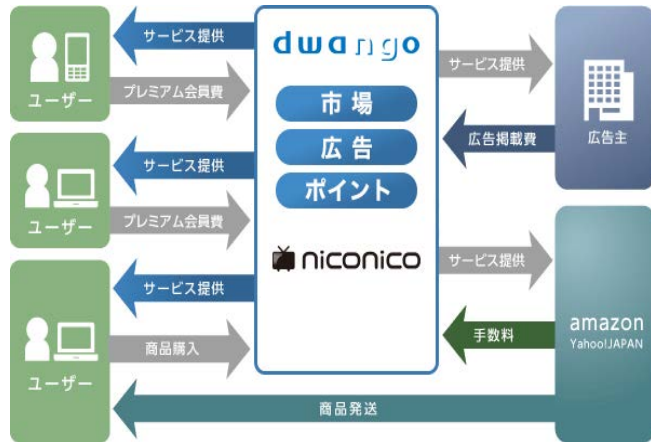 サービス提供
プレミアム会員費
ユーザー
サービス提供
プレミアム会員費
ユーザー
サービス提供
商品購入
ユーザー
dwango
市場
広告
ポイント
niconico
サービス提供
広告掲載費
広告主
サービス提供
手数料
amazon
Yahoo!JAPAN
商品発送